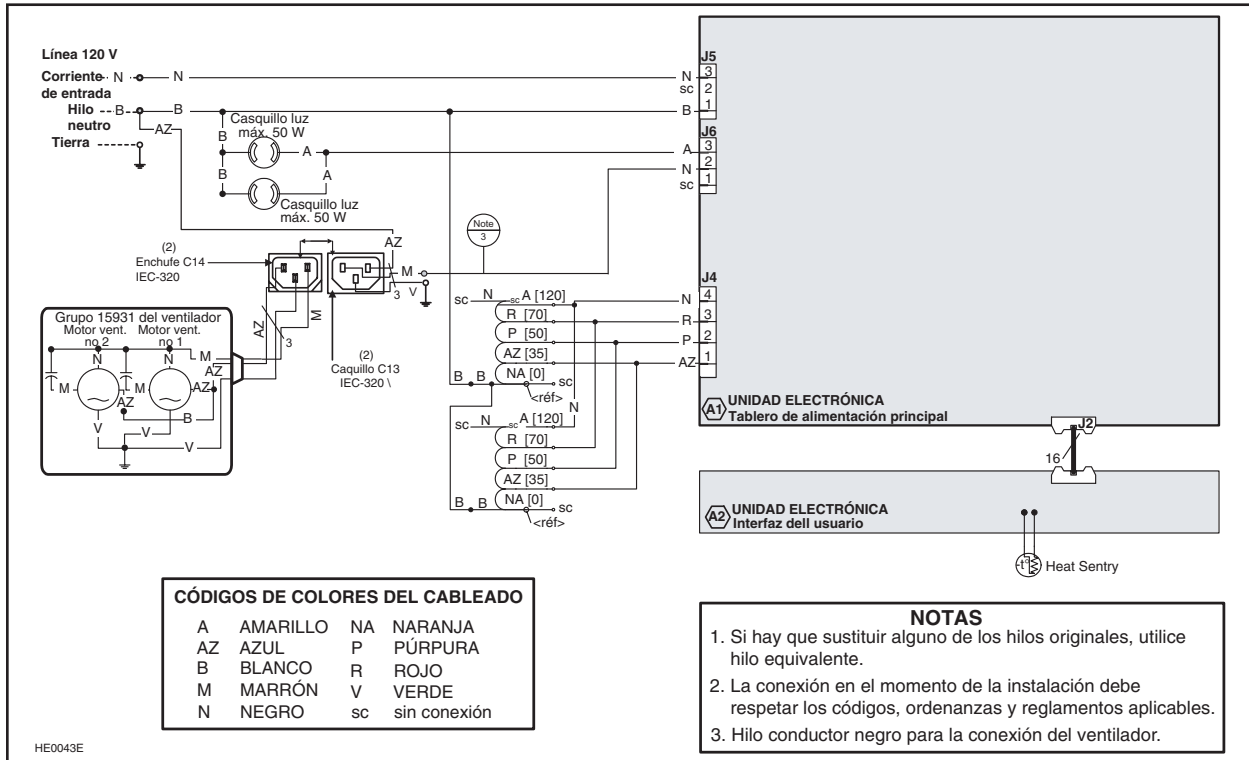 Línea 120 V
Corriente N N
de entrada
Hilo B B
neutro
AZ
Tierra
Casquillo luz
máx. 50 W
B
A
B
A
Casquillo luz
máx. 50 W
J5
N 3
sc 2
B 1
J6
A 3
N 2
sc 1
Note
3
AZ
M
V
3
(2)
Enchufe C14
IEC-320
AZ
M
3
(2)
Caquillo C13
IEC-320 \
Grupo 15931 del ventilador
Motor vent. Motor vent.
no 2 no 1
N N M
AZ
M M AZ
AZ
B
V V
V
J4
N 4
R 3
P 2
AZ 1
sc N sc A [120]
R [70]
P [50]
AZ [35]
B B NA [0] sc
<réf>
N
sc N sc A [120]
R [70]
P [50]
AZ [35]
B B NA [0] sc
<réf>
A1 UNIDAD ELECTRÓNICA
Tablero de alimentación principal
J2
16
A2 UNIDAD ELECTRÓNICA
Interfaz dell usuario
-t° Heat Sentry
CÓDIGOS DE COLORES DEL CABLEADO
A AMARILLO NA NARANJA
AZ AZUL P PÚRPURA
B BLANCO R ROJO
M MARRÓN V VERDE
N NEGRO sc sin conexión
NOTAS
1. Si hay que sustituir alguno de los hilos originales, utilice
hilo equivalente.
2. La conexión en el momento de la instalación debe
respetar los códigos, ordenanzas y reglamentos aplicables.
3. Hilo conductor negro para la conexión del ventilador.
HE0043E